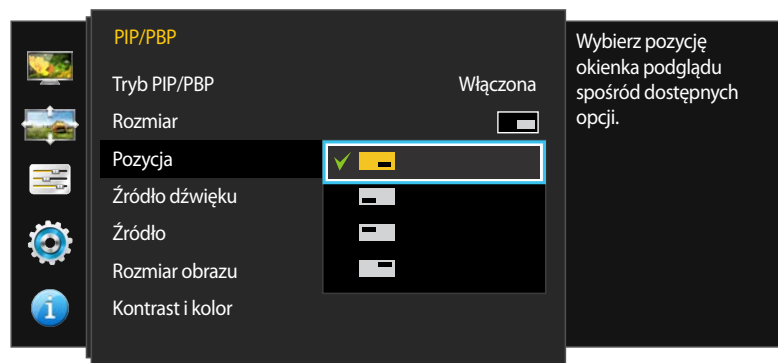 PIP/PBP
Tryb PIP/PBP Włączona
Rozmiar
Pozycja
Źródło dźwięku
Źródło
Rozmiar obrazu
Kontrast i kolor
Wybierz pozycję
okienka podglądu
spośród dostępnych
opcji.